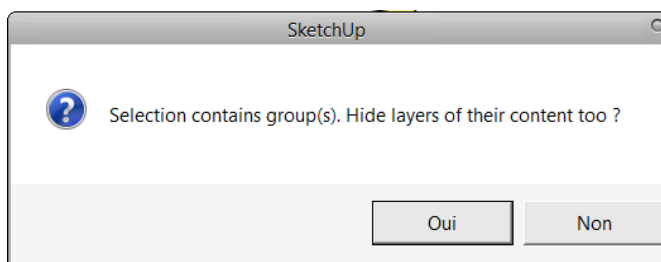 SketchUp
Selection contains group(s). Hide layers of their content too ?
Oui
Non